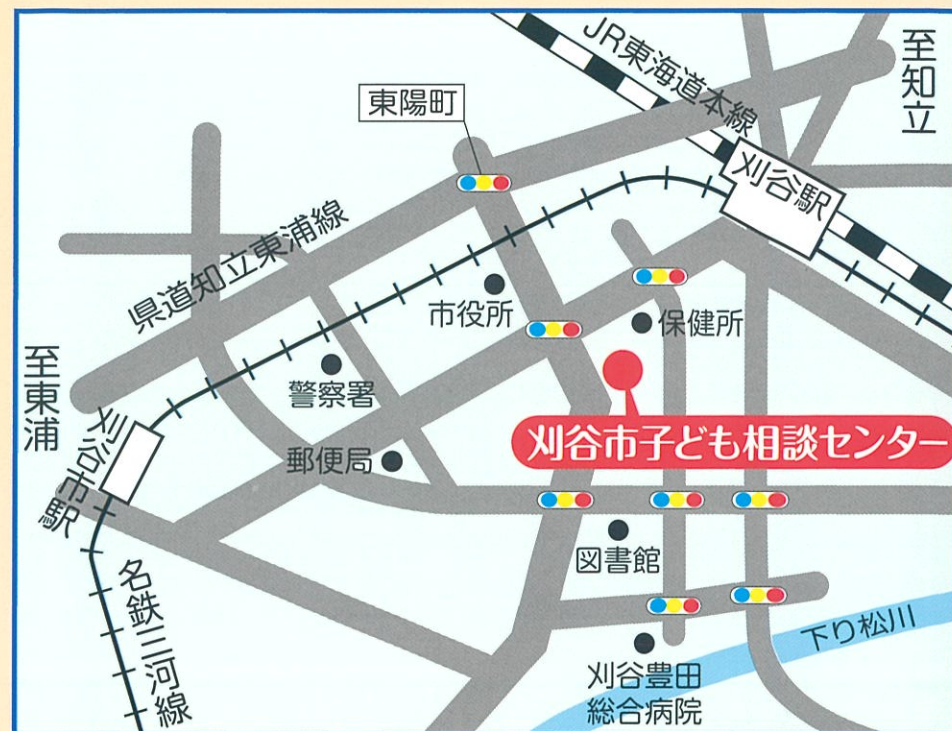 JR東海道本線
至知立
東陽町
刈谷駅
県道知立東浦線
市役所
保健所
至東浦
警察署
刈谷市子ども相談センター
刈谷市駅
郵便局
図書館
名鉄三河線
下り松川
刈谷豊田
総合病院